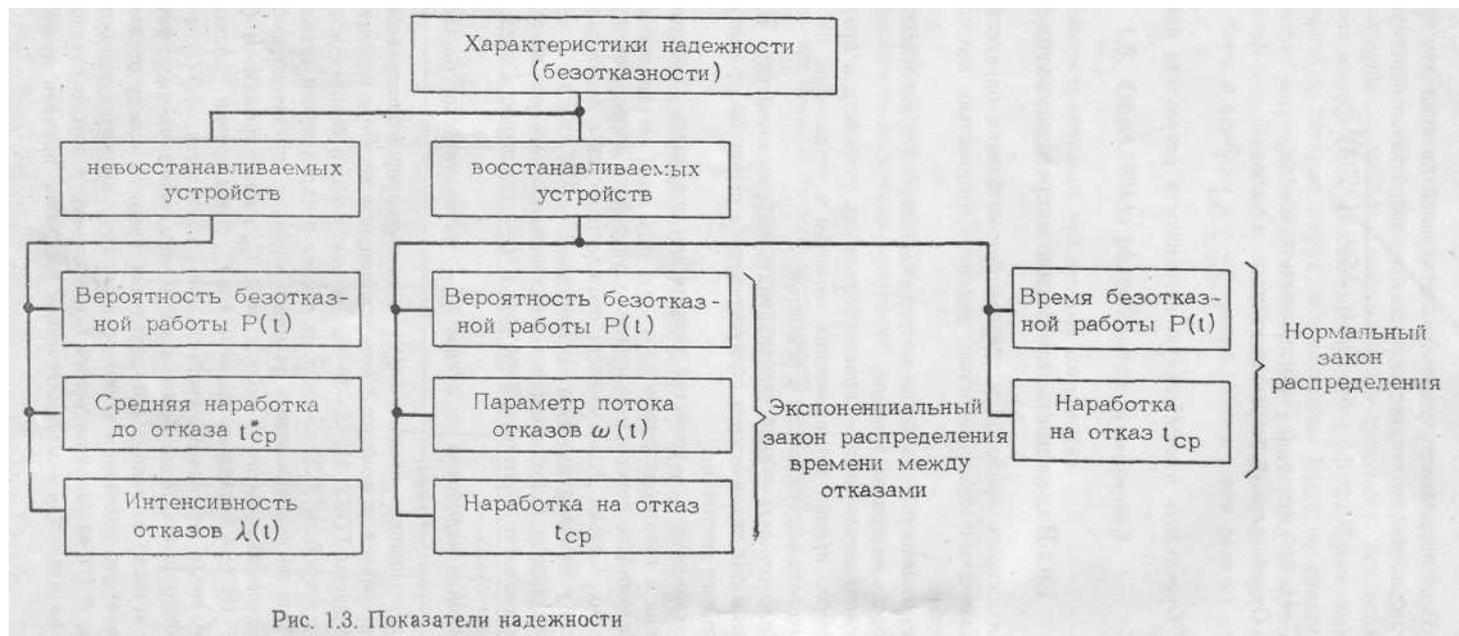 Характеристики надежности
(безотказности)
невосстанавливаемых
устройств
восстанавливаемых
устройств
Вероятность безотказ-
ной работы P(t)
Средняя наработка
до отказа t*ср
Интенсивность
отказов λ(t)
Вероятность безотказ-
ной работы P(t)
Параметр потока
отказов ω(t)
Наработка на отказ
tср
Экспоненциальный
закон распределения
времени между
отказами
Время безотказ-
ной работы P(t)
Наработка
на отказ tср
Нормальный
закон
распределения
Рис. 1.3. Показатели надежности